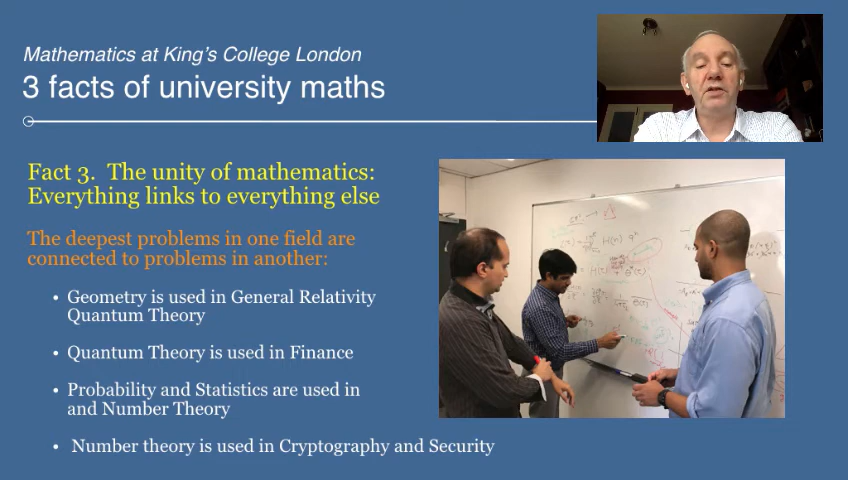 Mathematics at King's College London
3 facts of university maths
Fact 3. The unity of mathematics:
Everything links to everything else
The deepest problems in one field are
connected to problems in another:
• Geometry is used in General Relativity
Quantum Theory
• Quantum Theory is used in Finance
• Probability and Statistics are used in
and Number Theory
• Number theory is used in Cryptography and Security